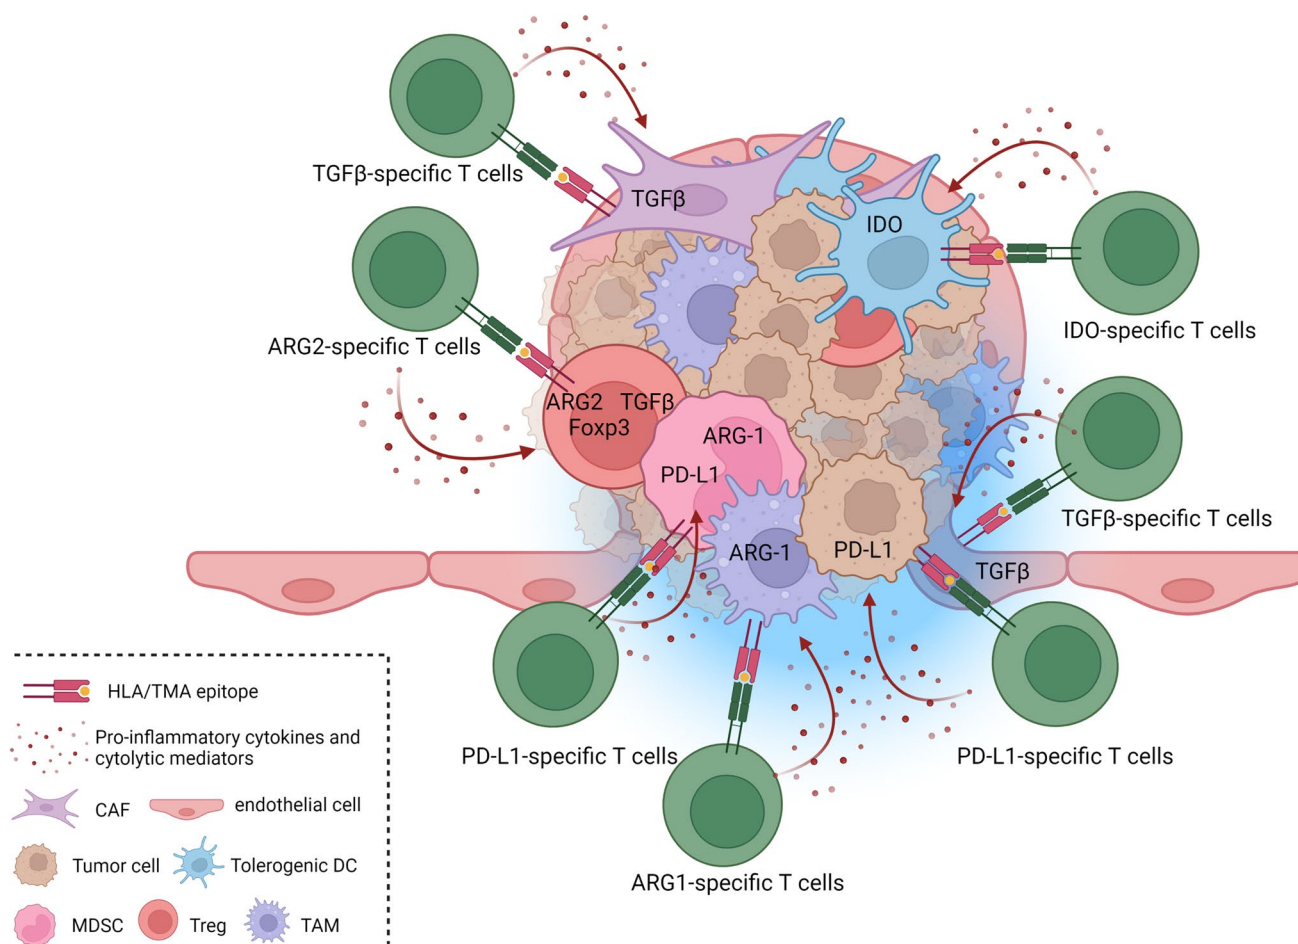 TGFβ-specific T cells
TGFβ
IDO
IDO-specific T cells
ARG2-specific T cells
ARG2 TGFβ
Foxp3
ARG-1
PD-L1
TGFβ-specific T cells
ARG-1
PD-L1
TGFβ
PD-L1-specific T cells
PD-L1-specific T cells
ARG1-specific T cells
HLA/TMA epitope
Pro-inflammatory cytokines and
cytolytic mediators
CAF
endothelial cell
Tumor cell
Tolerogenic DC
MDSC
Treg
TAM